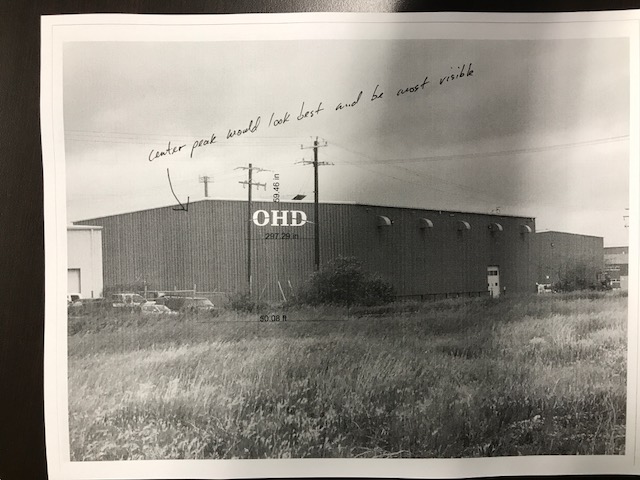 center peak would look best and be most visible
59.46 in
OHD
297.29 in
50.08 ft